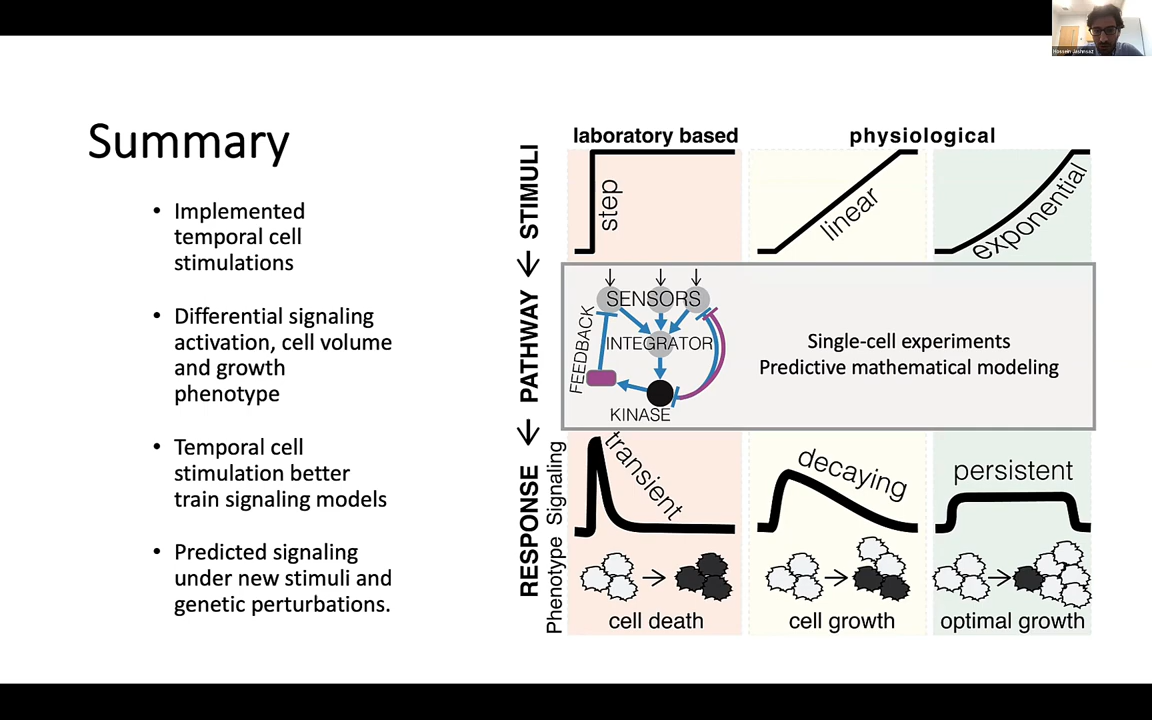 Hossein Jashnsaz
Summary
• Implemented
temporal cell
stimulations
• Differential signaling
activation, cell volume
and growth
phenotype
• Temporal cell
stimulation better
train signaling models
• Predicted signaling
under new stimuli and
genetic perturbations.
laboratory based
physiological
STIMULI
step
linear
exponential
PATHWAY
SENSORS
INTEGRATOR
FEEDBACK
KINASE
Single-cell experiments
Predictive mathematical modeling
RESPONSE
Signaling
transient
decaying
persistent
Phenotype
cell death
cell growth
optimal growth